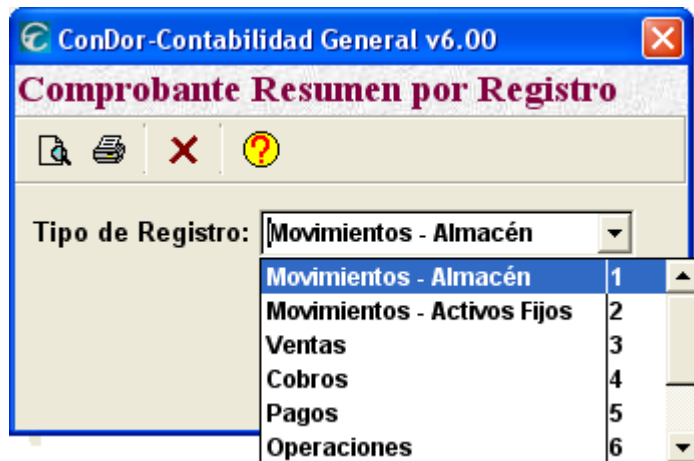 ConDor-Contabilidad General v6.00
Comprobante Resumen por Registro
Tipo de Registro: Movimientos - Almacén
Movimientos - Almacén 1
Movimientos - Activos Fijos 2
Ventas 3
Cobros 4
Pagos 5
Operaciones 6